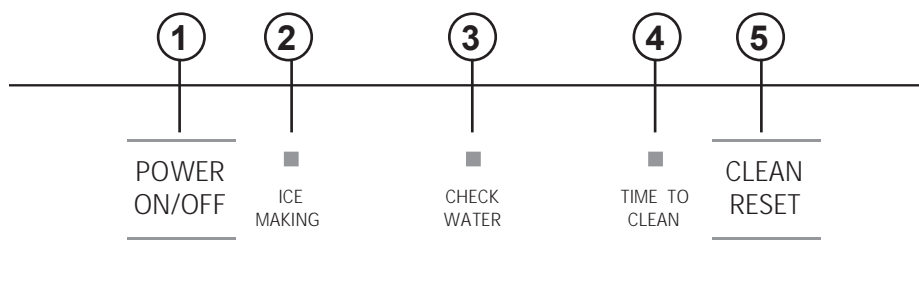 1 2 3 4 5
POWER
ON/OFF
ICE
MAKING
CHECK
WATER
TIME TO
CLEAN
CLEAN
RESET